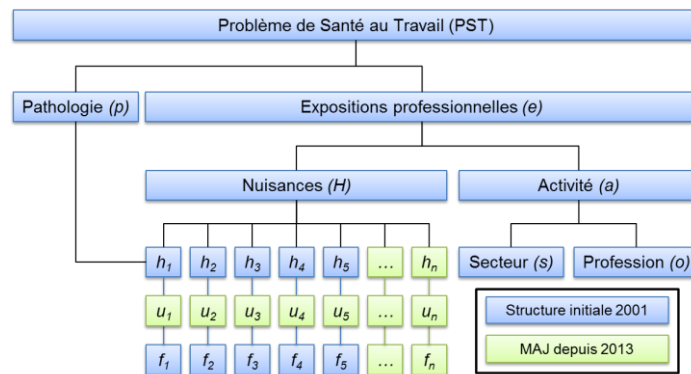 Problème de Santé au Travail (PST)
Pathologie (p)
Expositions professionnelles (e)
Nuisances (H)
Activité (a)
h1 h2 h3 h4 h5 ... hn
Secteur (s)
Profession (o)
u1 u2 u3 u4 u5 ... un
f1 f2 f3 f4 f5 ... fn
Structure initiale 2001
MAJ depuis 2013